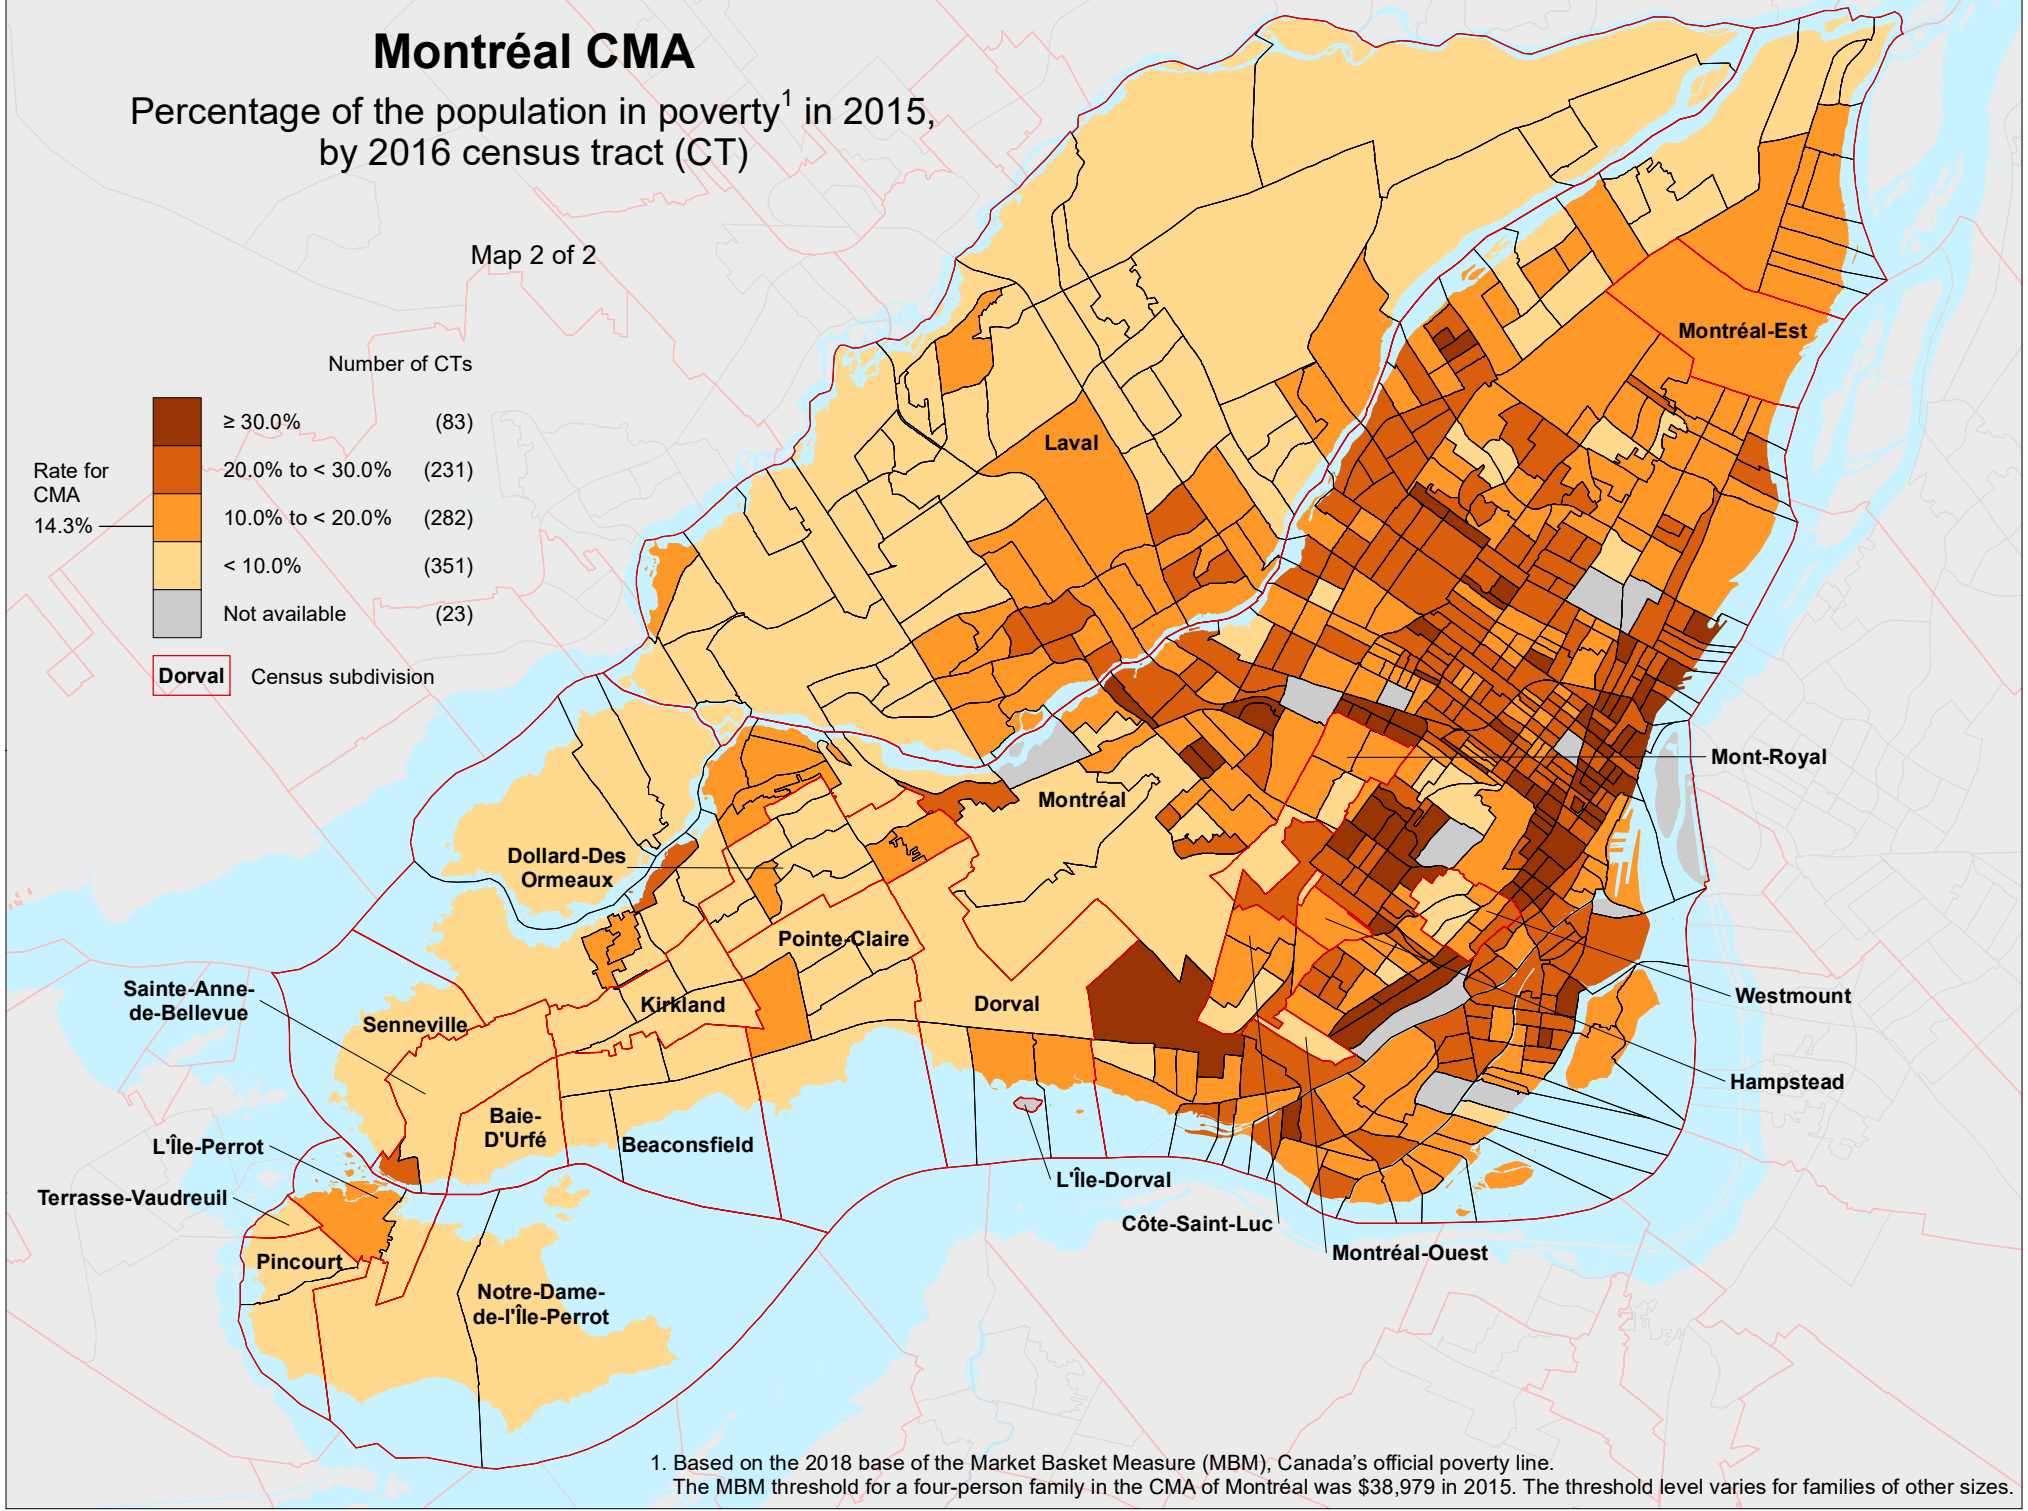 Montréal CMA
Percentage of the population in poverty1 in 2015,
by 2016 census tract (CT)
Map 2 of 2
Number of CTs
≥ 30.0% (83)
20.0% to < 30.0% (231)
10.0% to < 20.0% (282)
< 10.0% (351)
Not available (23)
Rate for
CMA
14.3%
Dorval Census subdivision
Montréal-Est
Laval
Mont-Royal
Montréal
Dollard-Des
Ormeaux
Pointe-Claire
Sainte-Anne-
de-Bellevue
Senneville
Kirkland
Dorval
Westmount
Hampstead
Baie-
D'Urfé
Beaconsfield
L'Île-Perrot
Terrasse-Vaudreuil
L'Île-Dorval
Côte-Saint-Luc
Montréal-Ouest
Pincourt
Notre-Dame-
de-l'Île-Perrot
1. Based on the 2018 base of the Market Basket Measure (MBM), Canada's official poverty line.
The MBM threshold for a four-person family in the CMA of Montréal was $38,979 in 2015. The threshold level varies for families of other sizes.